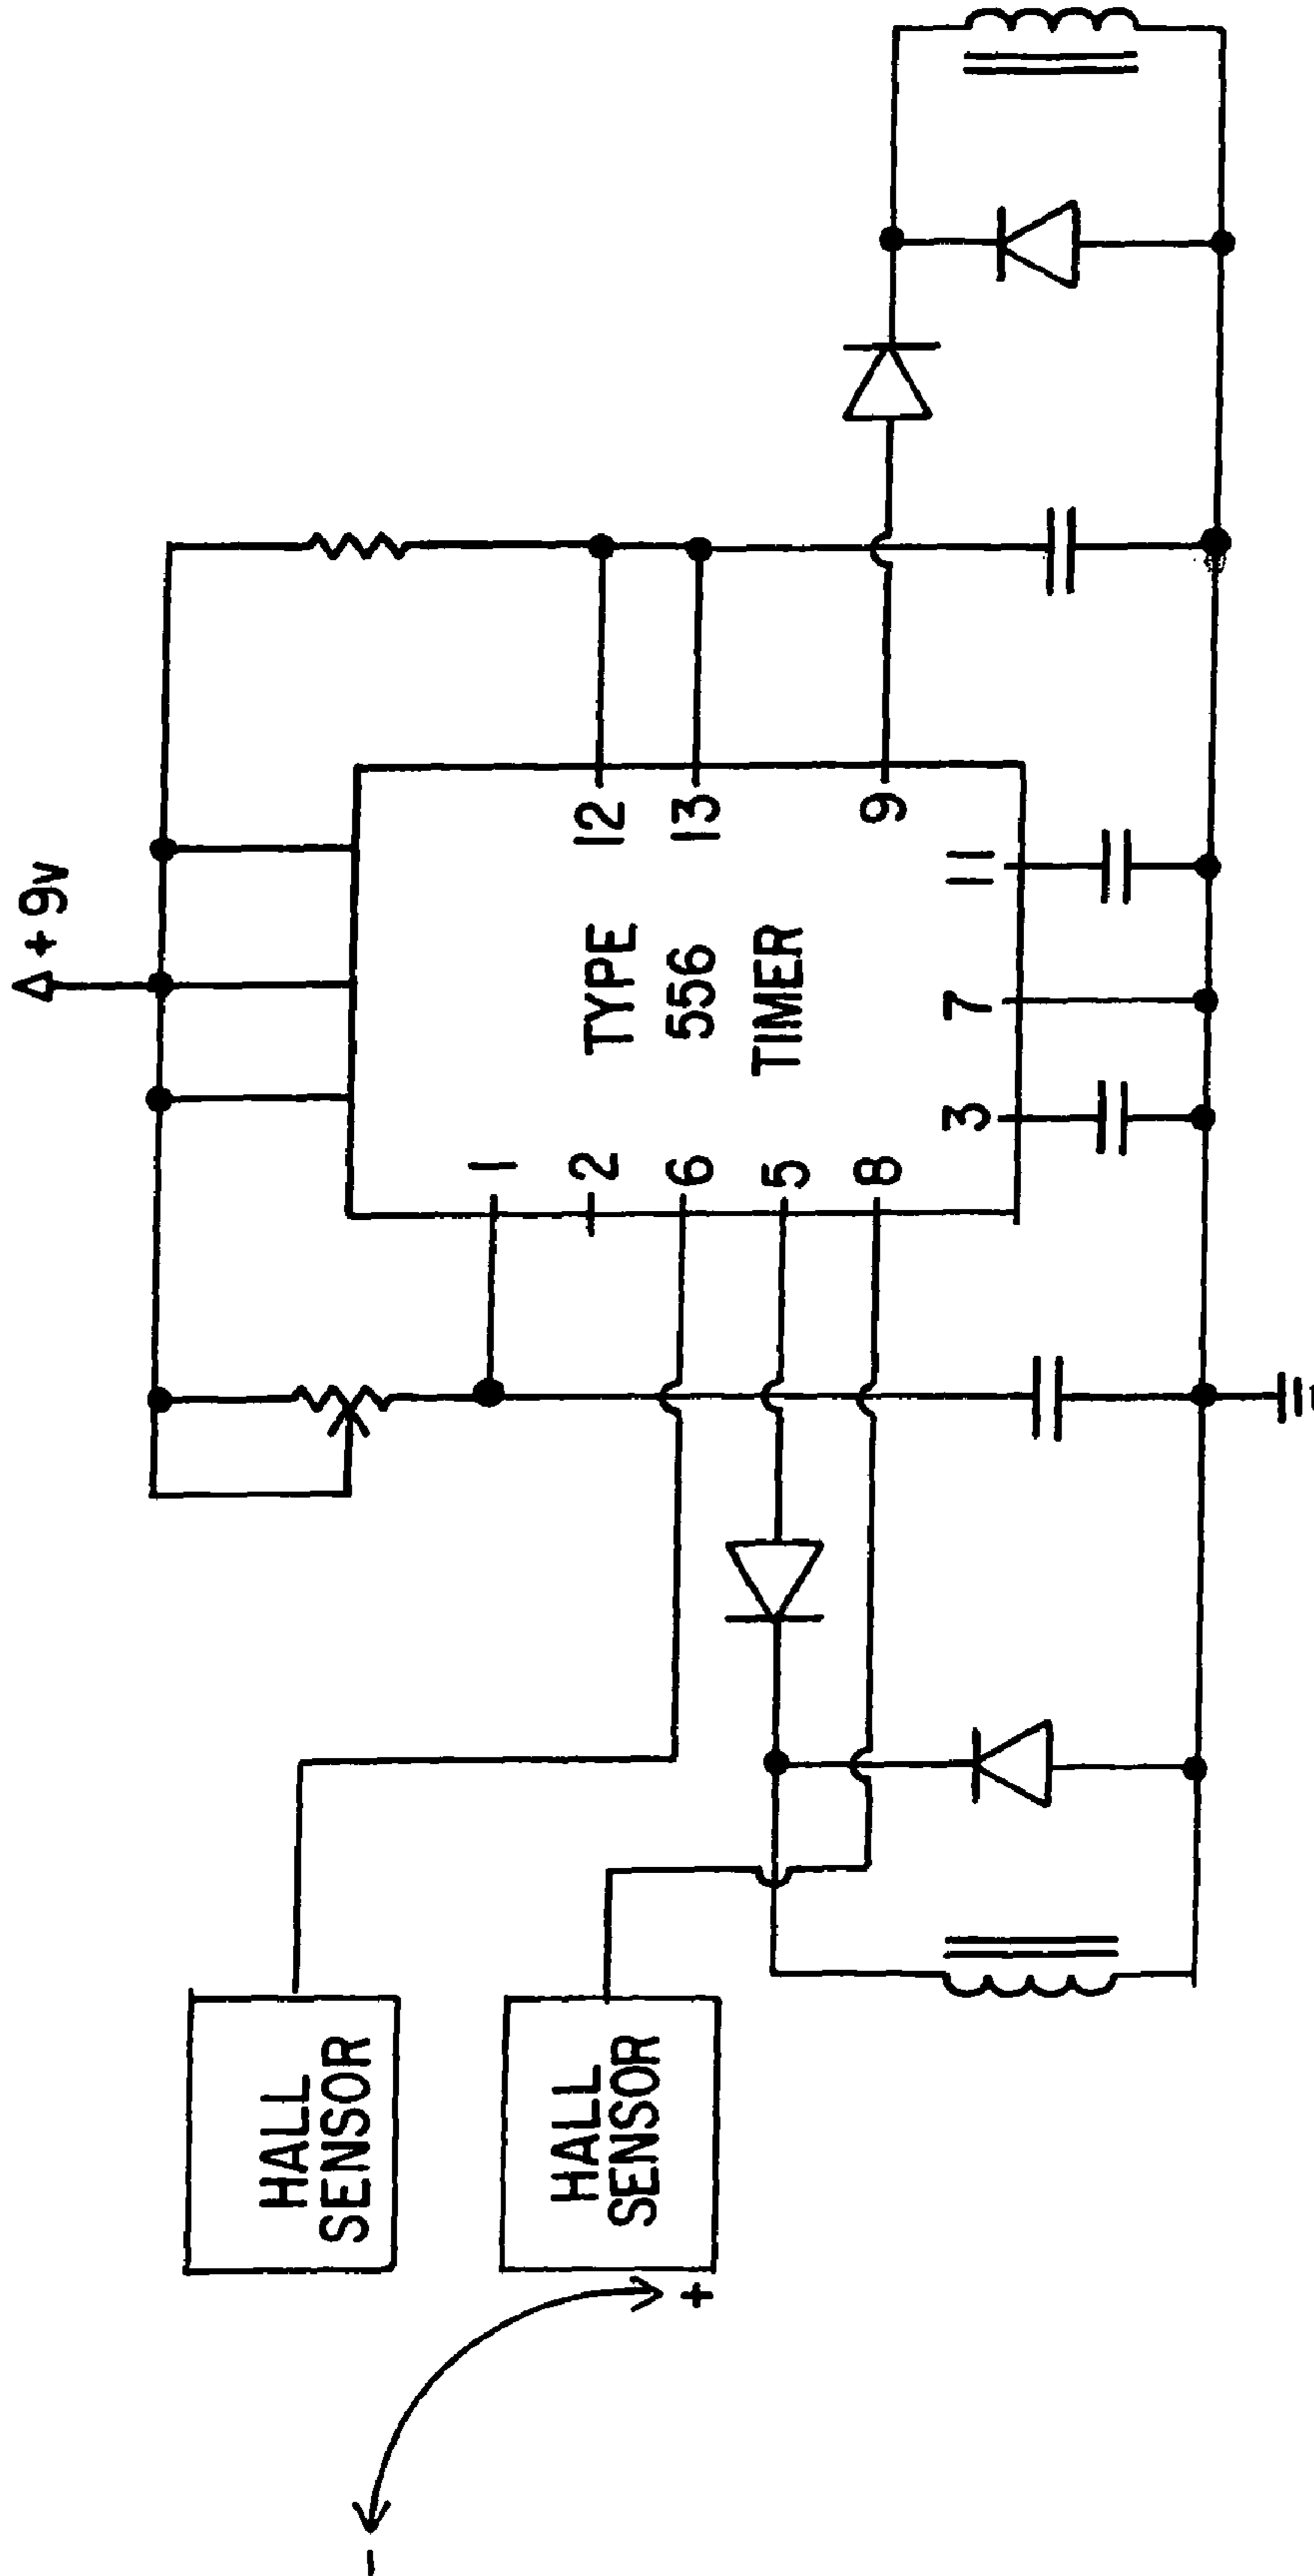 +9v
TYPE
556
TIMER
1
2
6
5
8
12
13
9
3
7
11
HALL
SENSOR
HALL
SENSOR
+
-